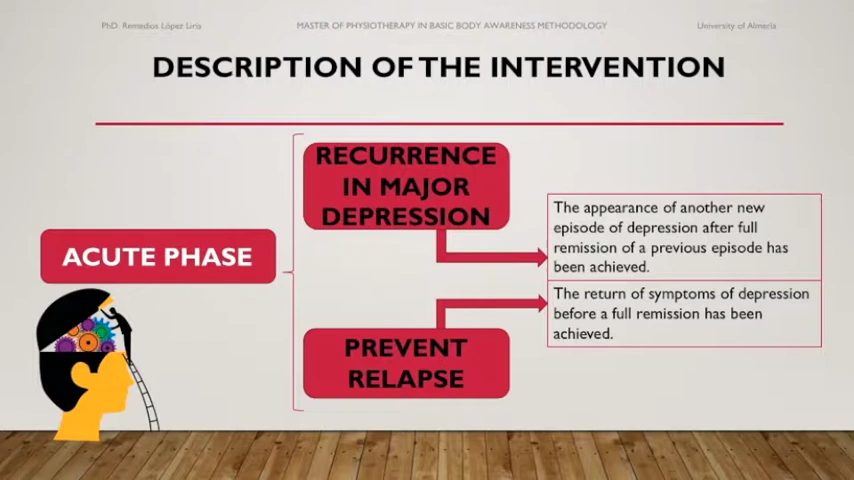 PhD. Remedios López Liria
MASTER OF PHYSIOTHERAPY IN BASIC BODY AWARENESS METHODOLOGY
University of Almeria
DESCRIPTION OF THE INTERVENTION
ACUTE PHASE
RECURRENCE
IN MAJOR
DEPRESSION
The appearance of another new
episode of depression after full
remission of a previous episode has
been achieved.
The return of symptoms of depression
before a full remission has been
achieved.
PREVENT
RELAPSE